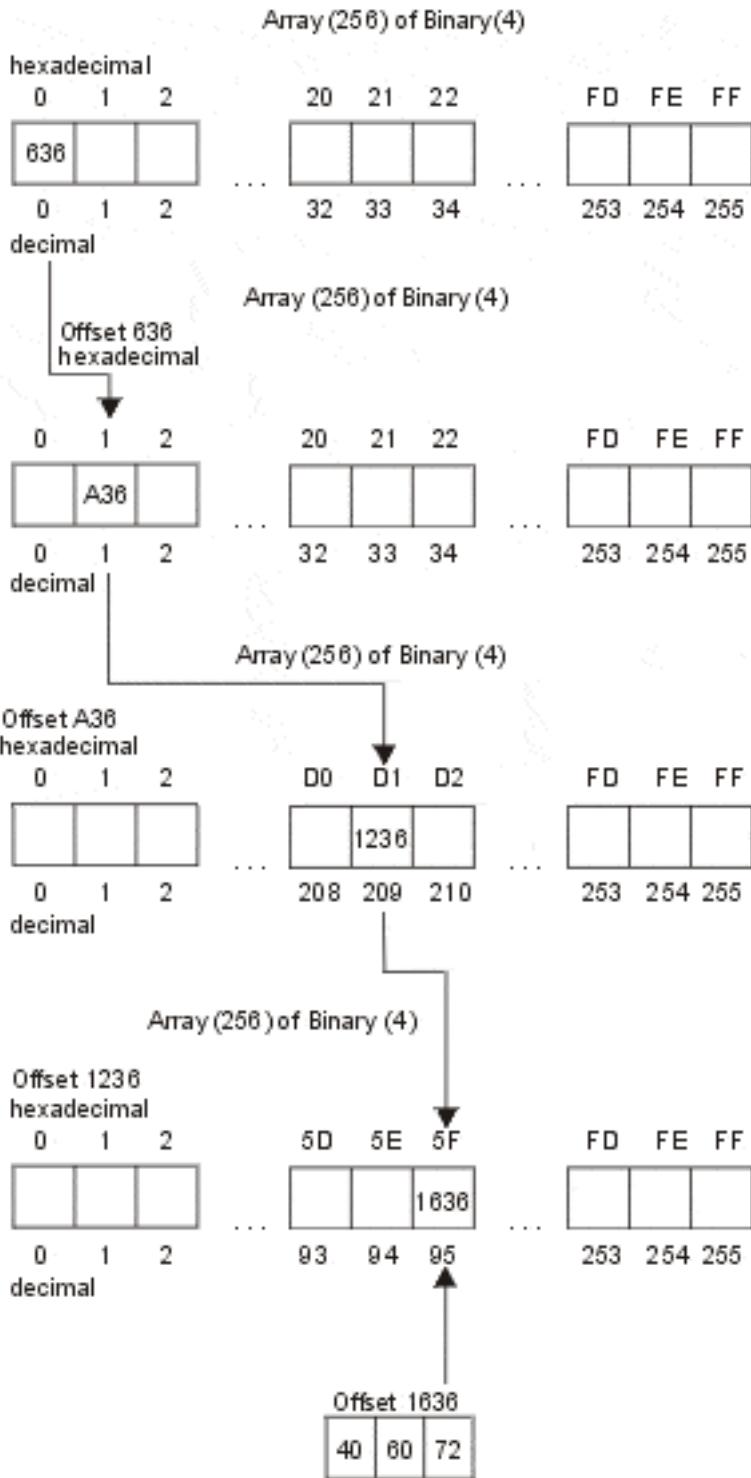 Array (256) of Binary(4)
hexadecimal
0 1 2 20 21 22 FD FE FF
636 ... ...
0 1 2 32 33 34 253 254 255
decimal
Array (256) of Binary (4)
Offset 636
hexadecimal
0 1 2 20 21 22 FD FE FF
A36 ... ...
0 1 2 32 33 34 253 254 255
decimal
Array (256) of Binary (4)
Offset A36
hexadecimal
0 1 2 D0 D1 D2 FD FE FF
1236 ... ...
0 1 2 208 209 210 253 254 255
decimal
Array (256) of Binary (4)
Offset 1236
hexadecimal
0 1 2 5D 5E 5F FD FE FF
1636 ... ...
0 1 2 93 94 95 253 254 255
decimal
Offset 1636
40 60 72